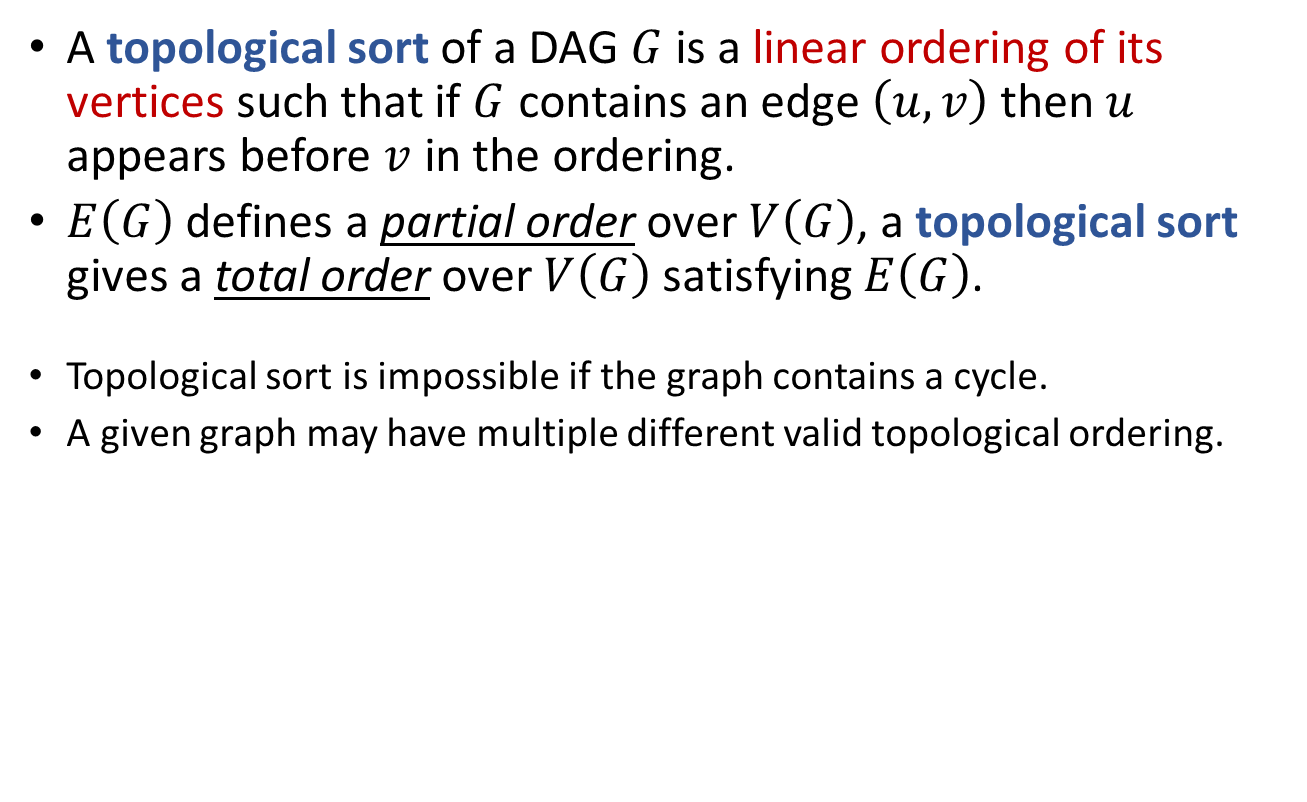 • A topological sort of a DAG G is a linear ordering of its
vertices such that if G contains an edge (u, v) then u
appears before v in the ordering.
• E(G) defines a partial order over V(G), a topological sort
gives a total order over V(G) satisfying E(G).
• Topological sort is impossible if the graph contains a cycle.
• A given graph may have multiple different valid topological ordering.